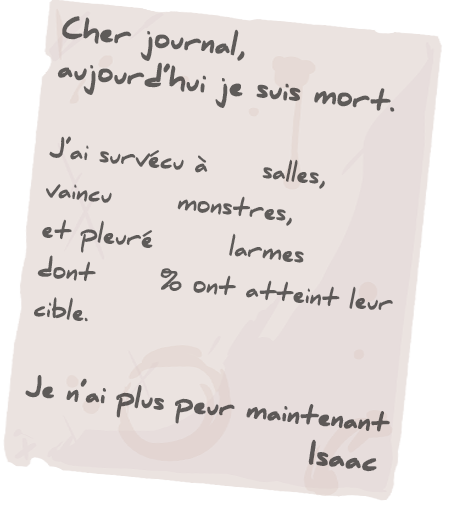 Cher journal,
aujourd'hui je suis mort.
J'ai survécu à salles,
vaincu monstres,
et pleuré larmes
dont % ont atteint leur
cible.
Je n'ai plus peur maintenant
Isaac